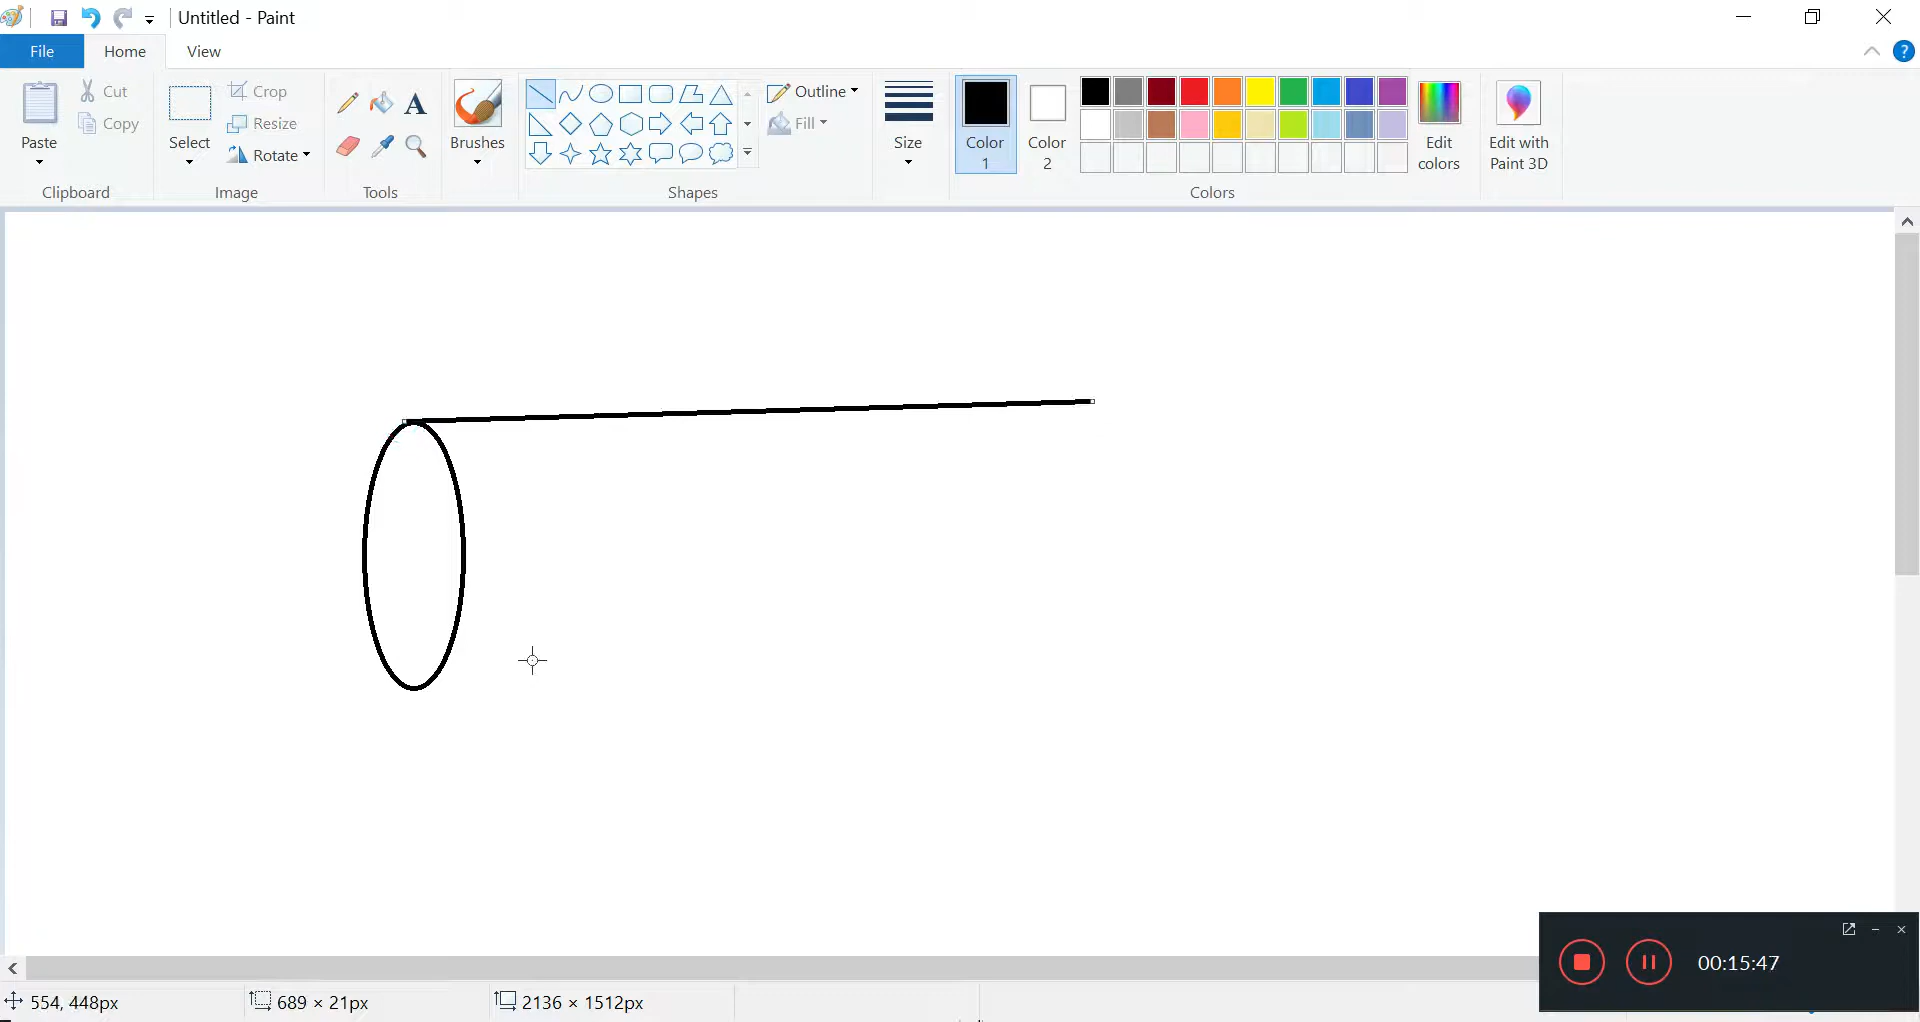 Untitled - Paint
File Home View
Paste
Cut
Copy
Clipboard
Select
Crop
Resize
Rotate
Image
A
Tools
Brushes
Shapes
Outline
Fill
Size
Color 1
Color 2
Colors
Edit colors
Edit with Paint 3D
?
00:15:47
554, 448px
689 × 21px
2136 × 1512px